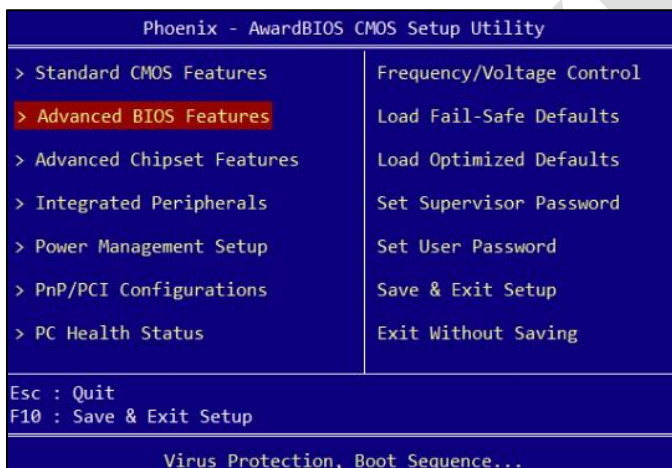 Phoenix - AwardBIOS CMOS Setup Utility
> Standard CMOS Features
> Advanced BIOS Features
> Advanced Chipset Features
> Integrated Peripherals
> Power Management Setup
> PnP/PCI Configurations
> PC Health Status
Frequency/Voltage Control
Load Fail-Safe Defaults
Load Optimized Defaults
Set Supervisor Password
Set User Password
Save & Exit Setup
Exit Without Saving
Esc : Quit
F10 : Save & Exit Setup
Virus Protection, Boot Sequence...